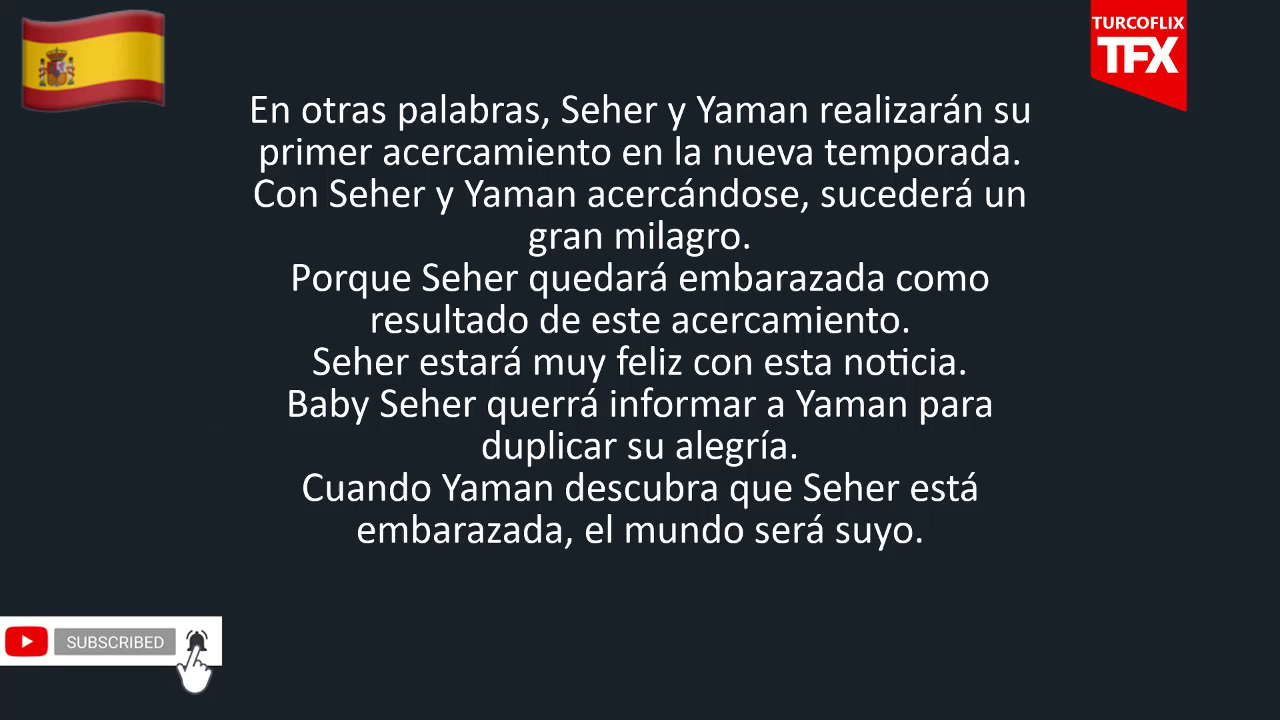 TURCOFLIX
TFX
En otras palabras, Seher y Yaman realizarán su
primer acercamiento en la nueva temporada.
Con Seher y Yaman acercándose, sucederá un
gran milagro.
Porque Seher quedará embarazada como
resultado de este acercamiento.
Seher estará muy feliz con esta noticia.
Baby Seher querrá informar a Yaman para
duplicar su alegría.
Cuando Yaman descubra que Seher está
embarazada, el mundo será suyo.
SUBSCRIBED